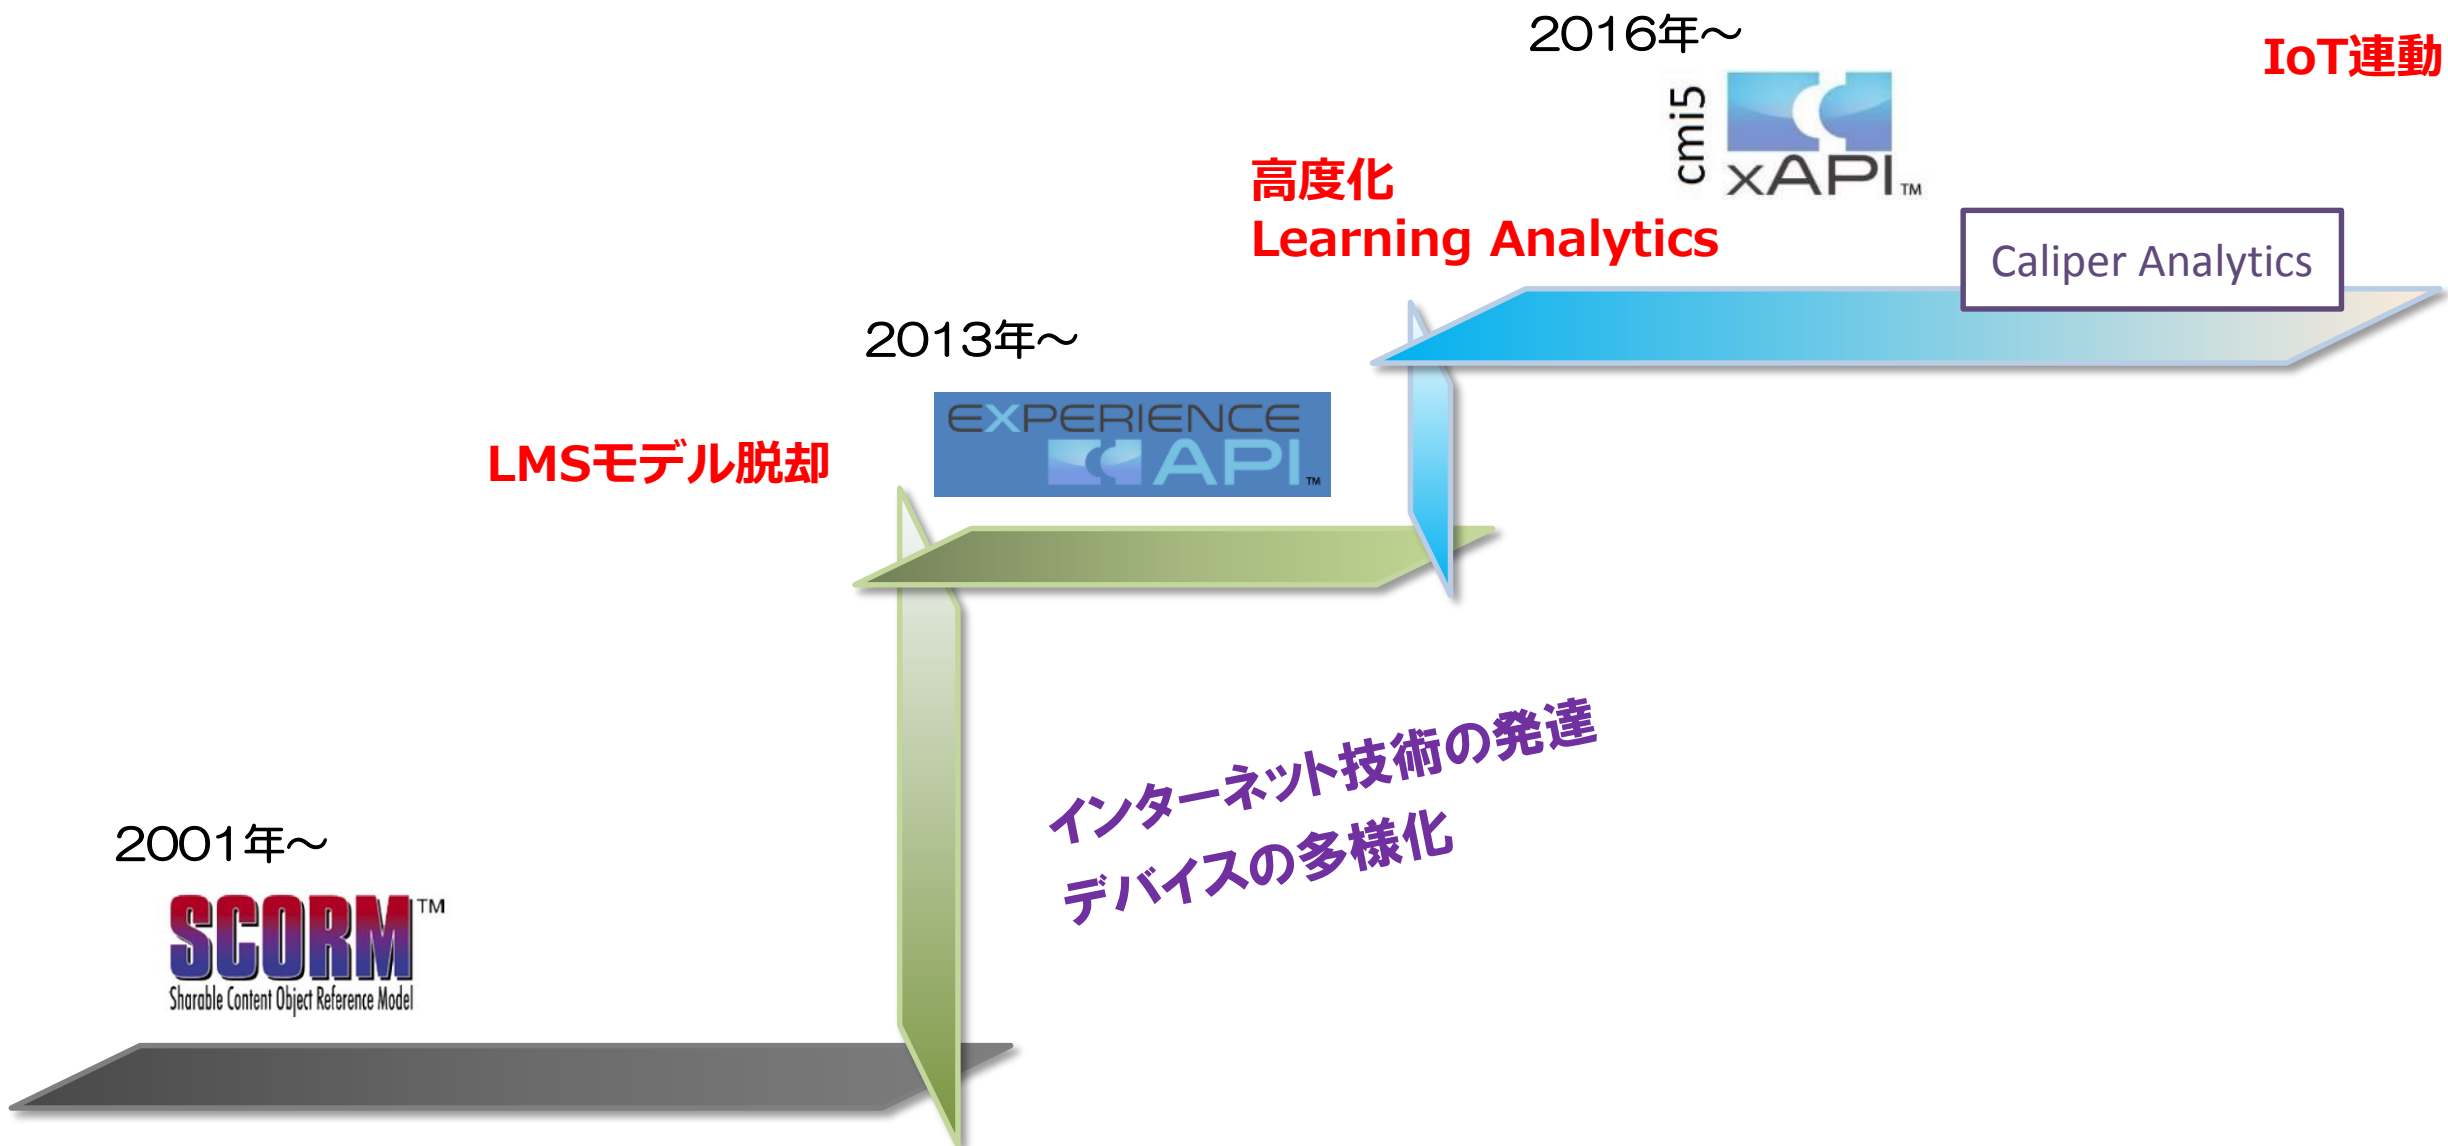 2016年～
IoT連動
cmi5
xAPI™
高度化
Learning Analytics
Caliper Analytics
2013年～
EXPERIENCE
API™
LMSモデル脱却
インターネット技術の発達
デバイスの多様化
2001年～
SCORM™
Sharable Content Object Reference Model